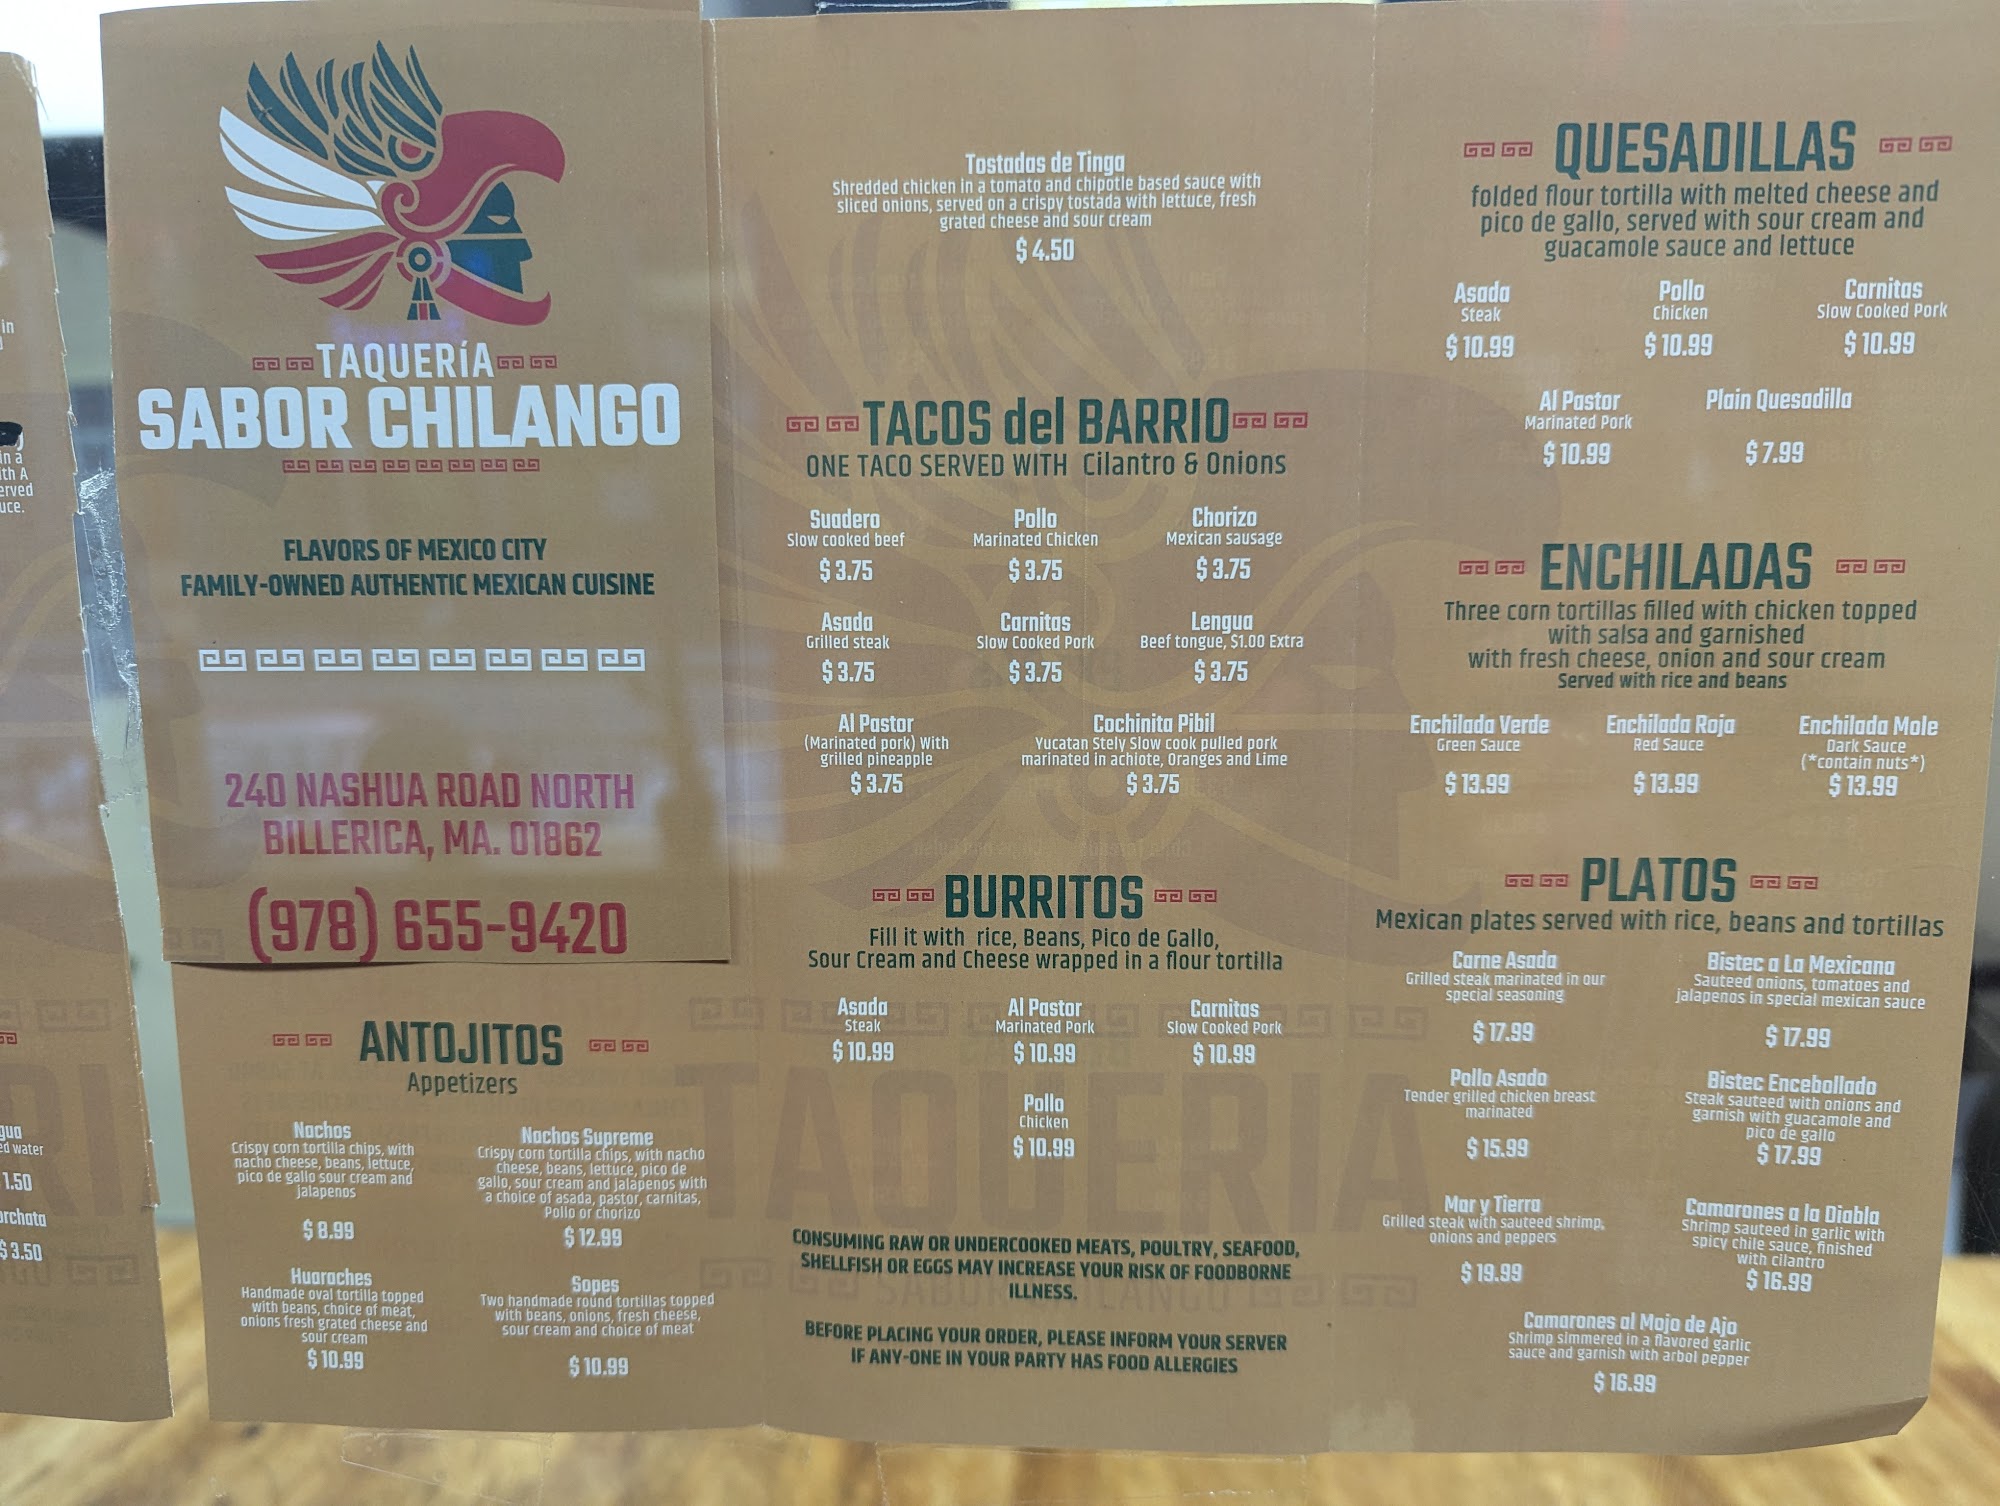 TAQUERíA
SABOR CHILANGO
FLAVORS OF MEXICO CITY
FAMILY-OWNED AUTHENTIC MEXICAN CUISINE
240 NASHUA ROAD NORTH
BILLERICA, MA. 01862
(978) 655-9420
ANTOJITOS
Appetizers
Nachos
Crispy corn tortilla chips, with
nacho cheese, beans, lettuce,
pico de gallo sour cream and
jalapenos
$ 8.99
Nachos Supreme
Crispy corn tortilla chips, with nacho
cheese, beans, lettuce, pico de
gallo, sour cream and jalapenos with
a choice of asada, pastor, carnitas,
Pollo or chorizo
$ 12.99
Huaraches
Handmade oval tortilla topped
with beans, choice of meat,
onions fresh grated cheese and
sour cream
$ 10.99
Sopes
Two handmade round tortillas topped
with beans, onions, fresh cheese,
sour cream and choice of meat
$ 10.99
Tostadas de Tinga
Shredded chicken in a tomato and chipotle based sauce with
sliced onions, served on a crispy tostada with lettuce, fresh
grated cheese and sour cream
$ 4.50
TACOS del BARRIO
ONE TACO SERVED WITH Cilantro & Onions
Suadero
Slow cooked beef
$ 3.75
Pollo
Marinated Chicken
$ 3.75
Chorizo
Mexican sausage
$ 3.75
Asada
Grilled steak
$ 3.75
Carnitas
Slow Cooked Pork
$ 3.75
Lengua
Beef tongue, $1.00 Extra
$ 3.75
Al Pastor
(Marinated pork) With
grilled pineapple
$ 3.75
Cochinita Pibil
Yucatan Stely Slow cook pulled pork
marinated in achiote, Oranges and Lime
$ 3.75
BURRITOS
Fill it with rice, Beans, Pico de Gallo,
Sour Cream and Cheese wrapped in a flour tortilla
Asada
Steak
$ 10.99
Al Pastor
Marinated Pork
$ 10.99
Carnitas
Slow Cooked Pork
$ 10.99
Pollo
Chicken
$ 10.99
TAQUERIA
SABOR CHILANGO
CONSUMING RAW OR UNDERCOOKED MEATS, POULTRY, SEAFOOD,
SHELLFISH OR EGGS MAY INCREASE YOUR RISK OF FOODBORNE
ILLNESS.
BEFORE PLACING YOUR ORDER, PLEASE INFORM YOUR SERVER
IF ANY-ONE IN YOUR PARTY HAS FOOD ALLERGIES
QUESADILLAS
folded flour tortilla with melted cheese and
pico de gallo, served with sour cream and
guacamole sauce and lettuce
Asada
Steak
$ 10.99
Pollo
Chicken
$ 10.99
Carnitas
Slow Cooked Pork
$ 10.99
Al Pastor
Marinated Pork
$ 10.99
Plain Quesadilla
$ 7.99
ENCHILADAS
Three corn tortillas filled with chicken topped
with salsa and garnished
with fresh cheese, onion and sour cream
Served with rice and beans
Enchilada Verde
Green Sauce
$ 13.99
Enchilada Roja
Red Sauce
$ 13.99
Enchilada Mole
Dark Sauce
(*contain nuts*)
$ 13.99
PLATOS
Mexican plates served with rice, beans and tortillas
Carne Asada
Grilled steak marinated in our
special seasoning
$ 17.99
Bistec a La Mexicana
Sauteed onions, tomatoes and
jalapenos in special mexican sauce
$ 17.99
Pollo Asado
Tender grilled chicken breast
marinated
$ 15.99
Bistec Encebollado
Steak sauteed with onions and
garnish with guacamole and
pico de gallo
$ 17.99
Mar y Tierra
Grilled steak with sauteed shrimp,
onions and peppers
$ 19.99
Camarones a la Diabla
Shrimp sauteed in garlic with
spicy chile sauce, finished
with cilantro
$ 16.99
Camarones al Mojo de Ajo
Shrimp simmered in a flavored garlic
sauce and garnish with arbol pepper
$ 16.99
in
in a
ith A
erved
uce.
gua
ed water
1.50
orchata
$ 3.50